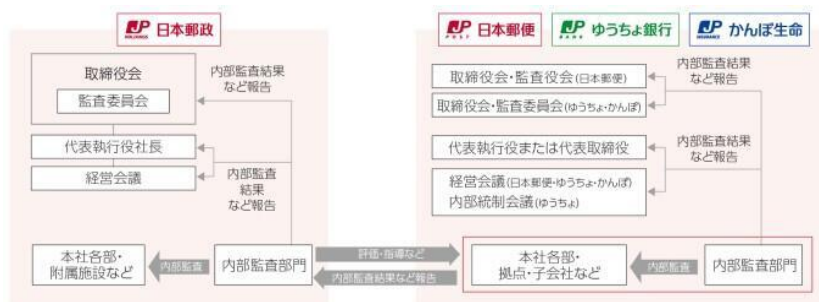 JP HOLDINGS 日本郵政
取締役会
監査委員会
内部監査結果
など報告
代表執行役社長
経営会議
内部監査
結果
など報告
本社各部・
附属施設など
内部監査
内部監査部門
評価・指導など
内部監査結果など報告
JP POST 日本郵便
JP BANK ゆうちょ銀行
JP INSURANCE かんぽ生命
取締役会・監査役会(日本郵便)
取締役会・監査委員会(ゆうちょ・かんぽ)
内部監査結果
など報告
代表執行役または代表取締役
経営会議(日本郵便・ゆうちょ・かんぽ)
内部統制会議(ゆうちょ)
内部監査結果
など報告
本社各部・
拠点・子会社など
内部監査
内部監査部門